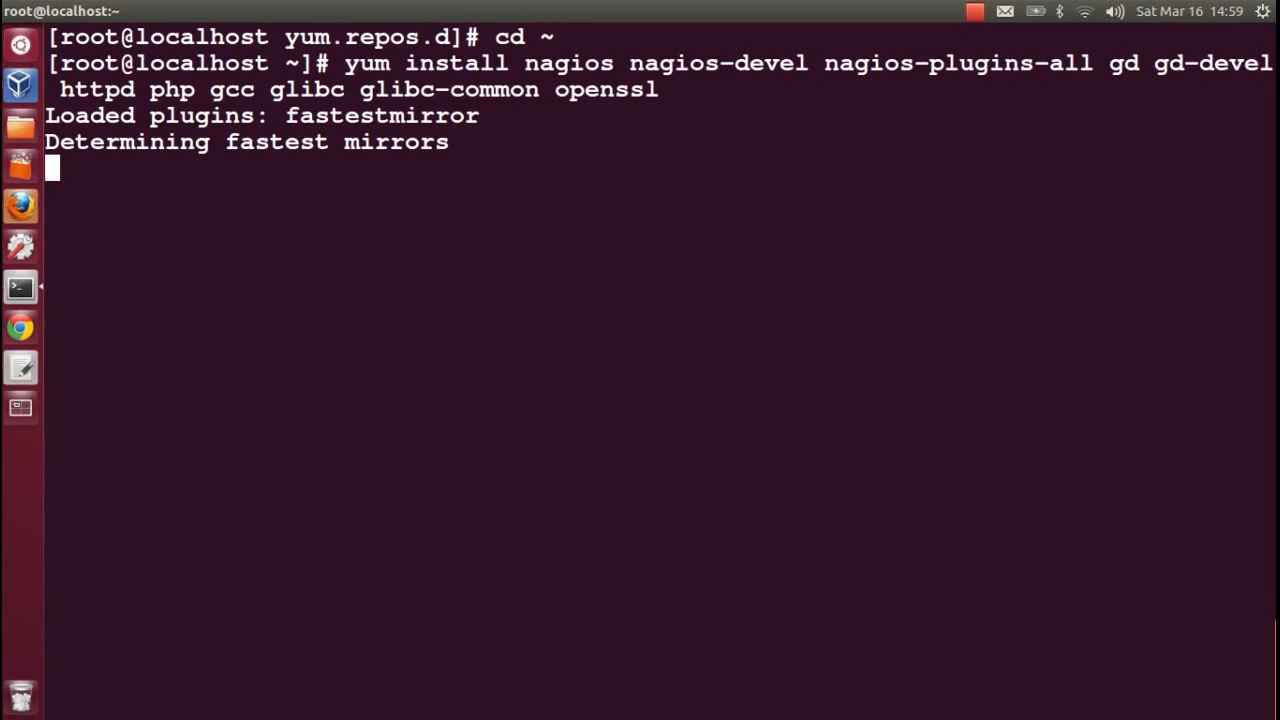 root@localhost:~
Sat Mar 16 14:59
[root@localhost yum.repos.d]# cd ~
[root@localhost ~]# yum install nagios nagios-devel nagios-plugins-all gd gd-devel
httpd php gcc glibc glibc-common openssl
Loaded plugins: fastestmirror
Determining fastest mirrors